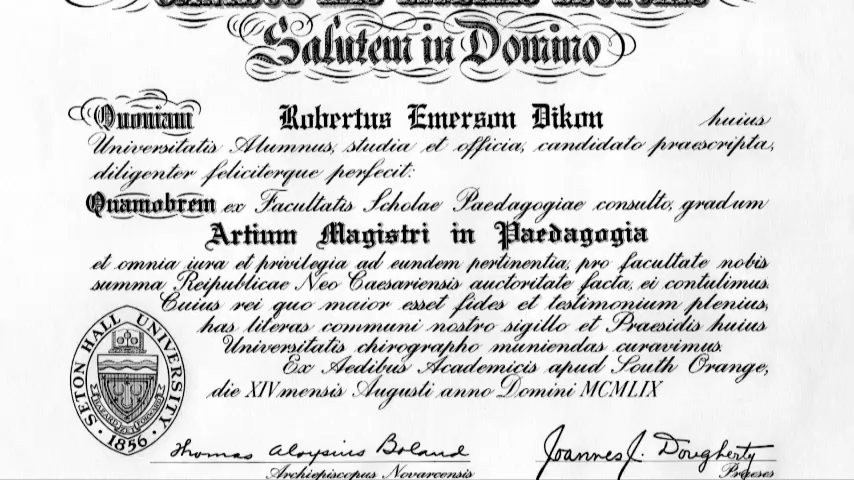 Salutem in Domino
Quoniam Robertus Emerson Dikon huius
Universitatis Alumnus, studia et officia, candidato praescripta,
diligenter feliciterque perfecit:
Quamobrem ex Facultatis Scholae Paedagogiae consulto, gradum
Artium Magistri in Paedagogia
et omnia iura et privilegia ad eundem pertinentia, pro facultate nobis
summa Reipublicae Neo Caesariensis auctoritate facta, ei contulimus.
Cuius rei quo maior esset fides et testimonium plenius,
has literas communi nostro sigillo et Praesidis huius
Universitatis chirographo muniendas curavimus.
Ex Aedibus Academicis apud South Orange,
die XIV mensis Augusti anno Domini MCMLIX
SETON HALL UNIVERSITY
1856
Thomas Aloysius Boland
Archiepiscopus Novarcensis
Joannes J. Dougherty
Praeses